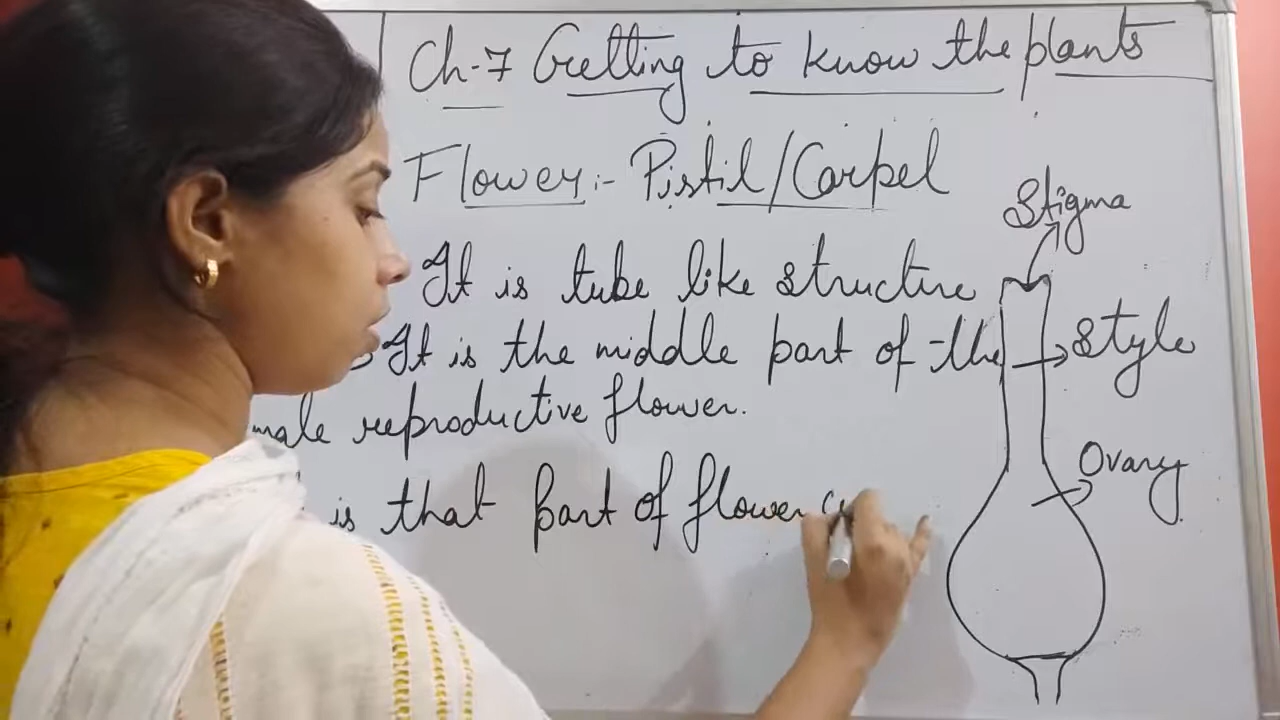 Ch-7 Getting to know the plants
Flower:- Pistil/Carpel
Stigma
It is tube like structure
It is the middle part of the
Style
male reproductive flower.
Ovary
is that part of flower